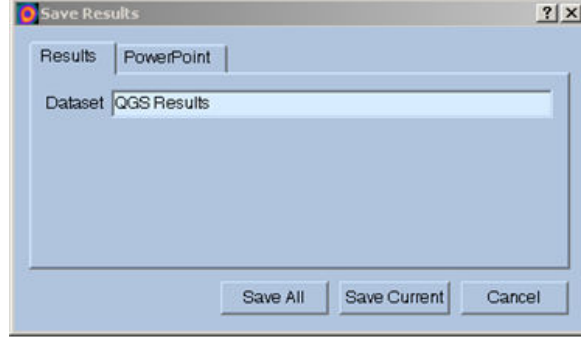 Save Results
Results PowerPoint
Dataset QGS Results
Save All Save Current Cancel